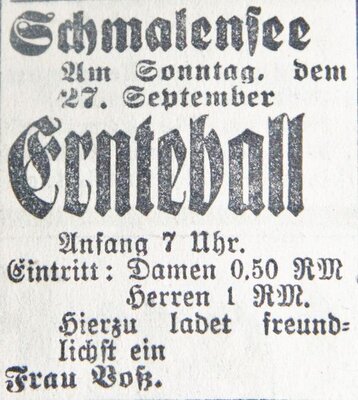 Schmalensee
Am Sonntag, dem
27. September
Ernteball
Anfang 7 Uhr.
Eintritt: Damen 0,50 RM
Herren 1 RM.
Hierzu ladet freund-
lichst ein
Frau Voß.